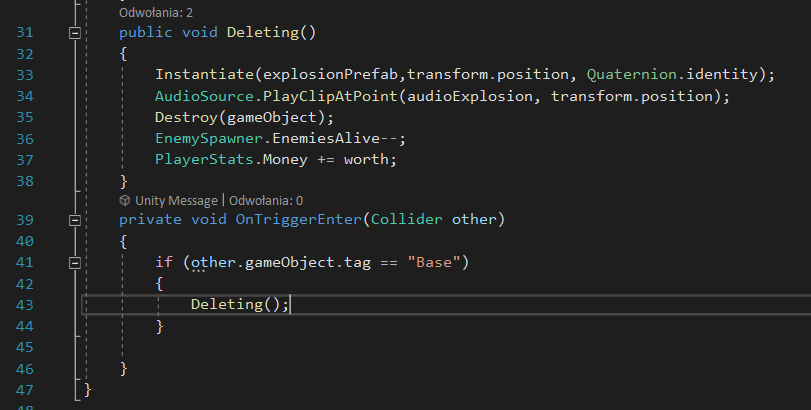 Odwołania: 2
31 public void Deleting()
32 {
33 Instantiate(explosionPrefab,transform.position, Quaternion.identity);
34 AudioSource.PlayClipAtPoint(audioExplosion, transform.position);
35 Destroy(gameObject);
36 EnemySpawner.EnemiesAlive--;
37 PlayerStats.Money += worth;
38 }
Unity Message | Odwołania: 0
39 private void OnTriggerEnter(Collider other)
40 {
41 if (other.gameObject.tag == "Base")
42 {
43 Deleting();
44 }
45
46 }
47 }
48